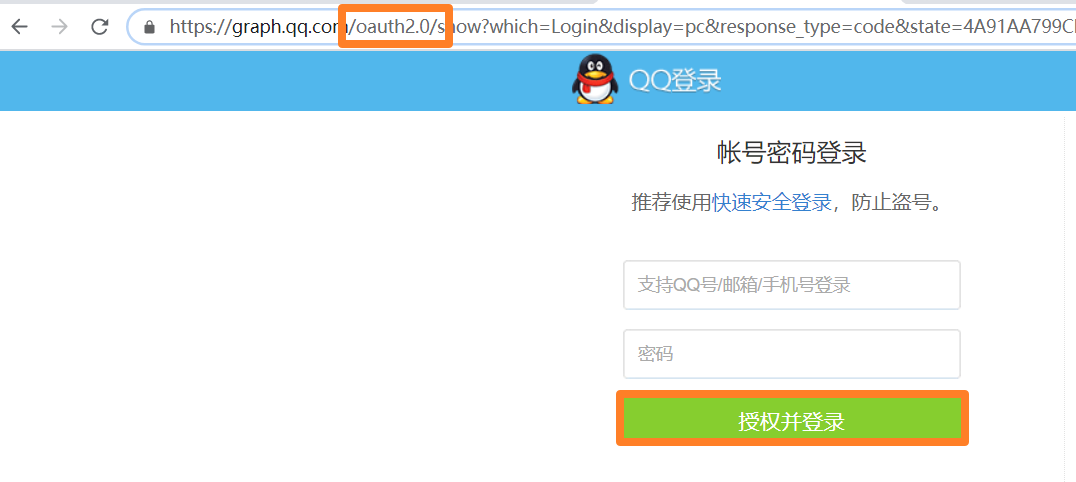 https://graph.qq.com/oauth2.0/show?which=Login&display=pc&response_type=code&state=4A91AA799C
QQ登录
帐号密码登录
推荐使用快速安全登录，防止盗号。
支持QQ号/邮箱/手机号登录
密码
授权并登录